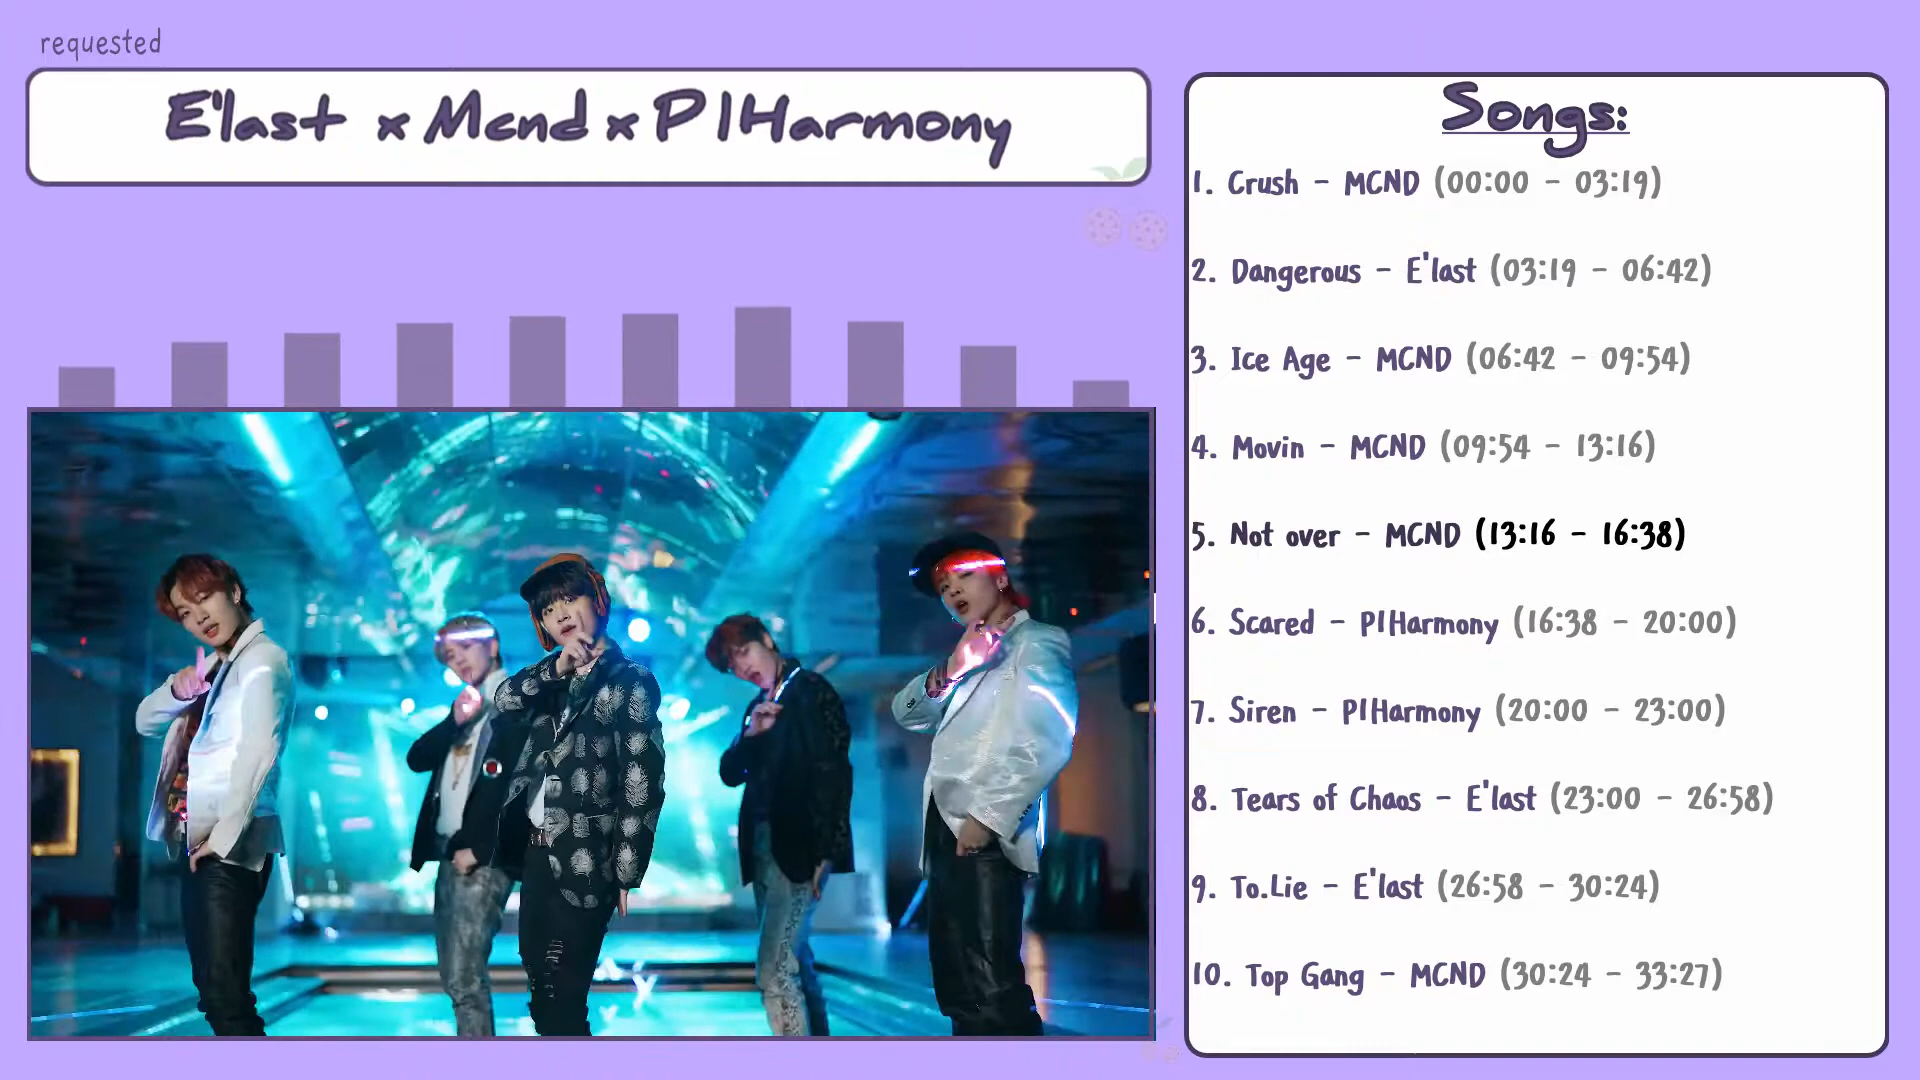 requested
E'last x Mcnd x P1Harmony
Songs:
1. Crush - MCND (00:00 - 03:19)
2. Dangerous - E'last (03:19 - 06:42)
3. Ice Age - MCND (06:42 - 09:54)
4. Movin - MCND (09:54 - 13:16)
5. Not over - MCND (13:16 - 16:38)
6. Scared - P1Harmony (16:38 - 20:00)
7. Siren - P1Harmony (20:00 - 23:00)
8. Tears of Chaos - E'last (23:00 - 26:58)
9. To.Lie - E'last (26:58 - 30:24)
10. Top Gang - MCND (30:24 - 33:27)